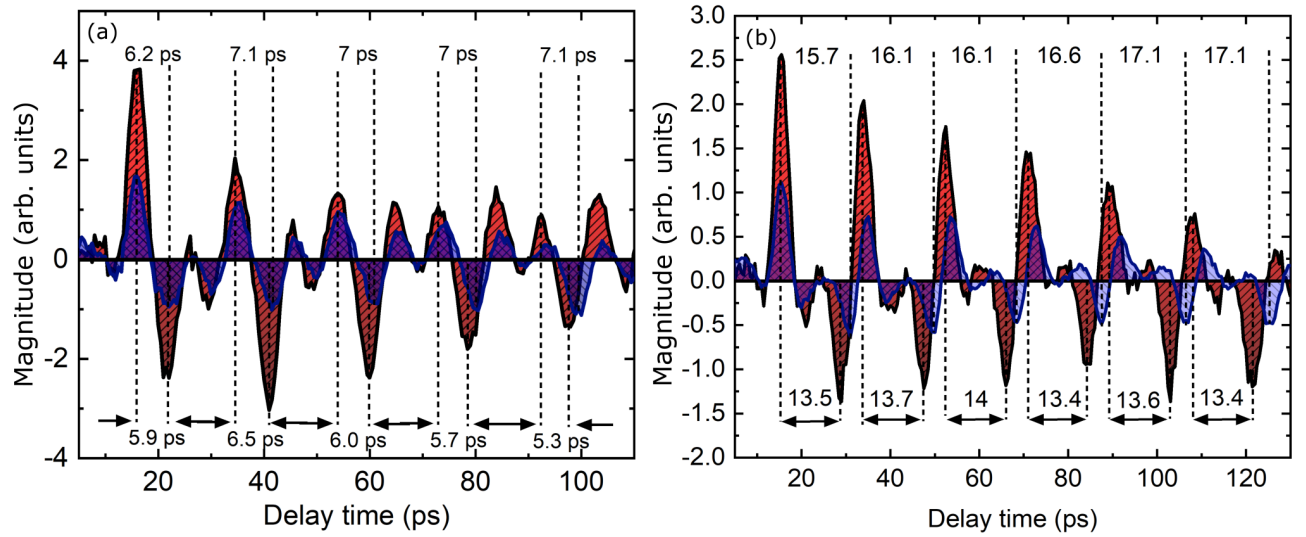 (a)
6.2 ps 7.1 ps 7 ps 7 ps 7.1 ps
4
2
0
-2
-4
Magnitude (arb. units)
5.9 ps 6.5 ps 6.0 ps 5.7 ps 5.3 ps
20 40 60 80 100
Delay time (ps)
(b)
15.7 16.1 16.1 16.6 17.1 17.1
3.0
2.5
2.0
1.5
1.0
0.5
0.0
-0.5
-1.0
-1.5
-2.0
Magnitude (arb. units)
13.5 13.7 14 13.4 13.6 13.4
20 40 60 80 100 120
Delay time (ps)